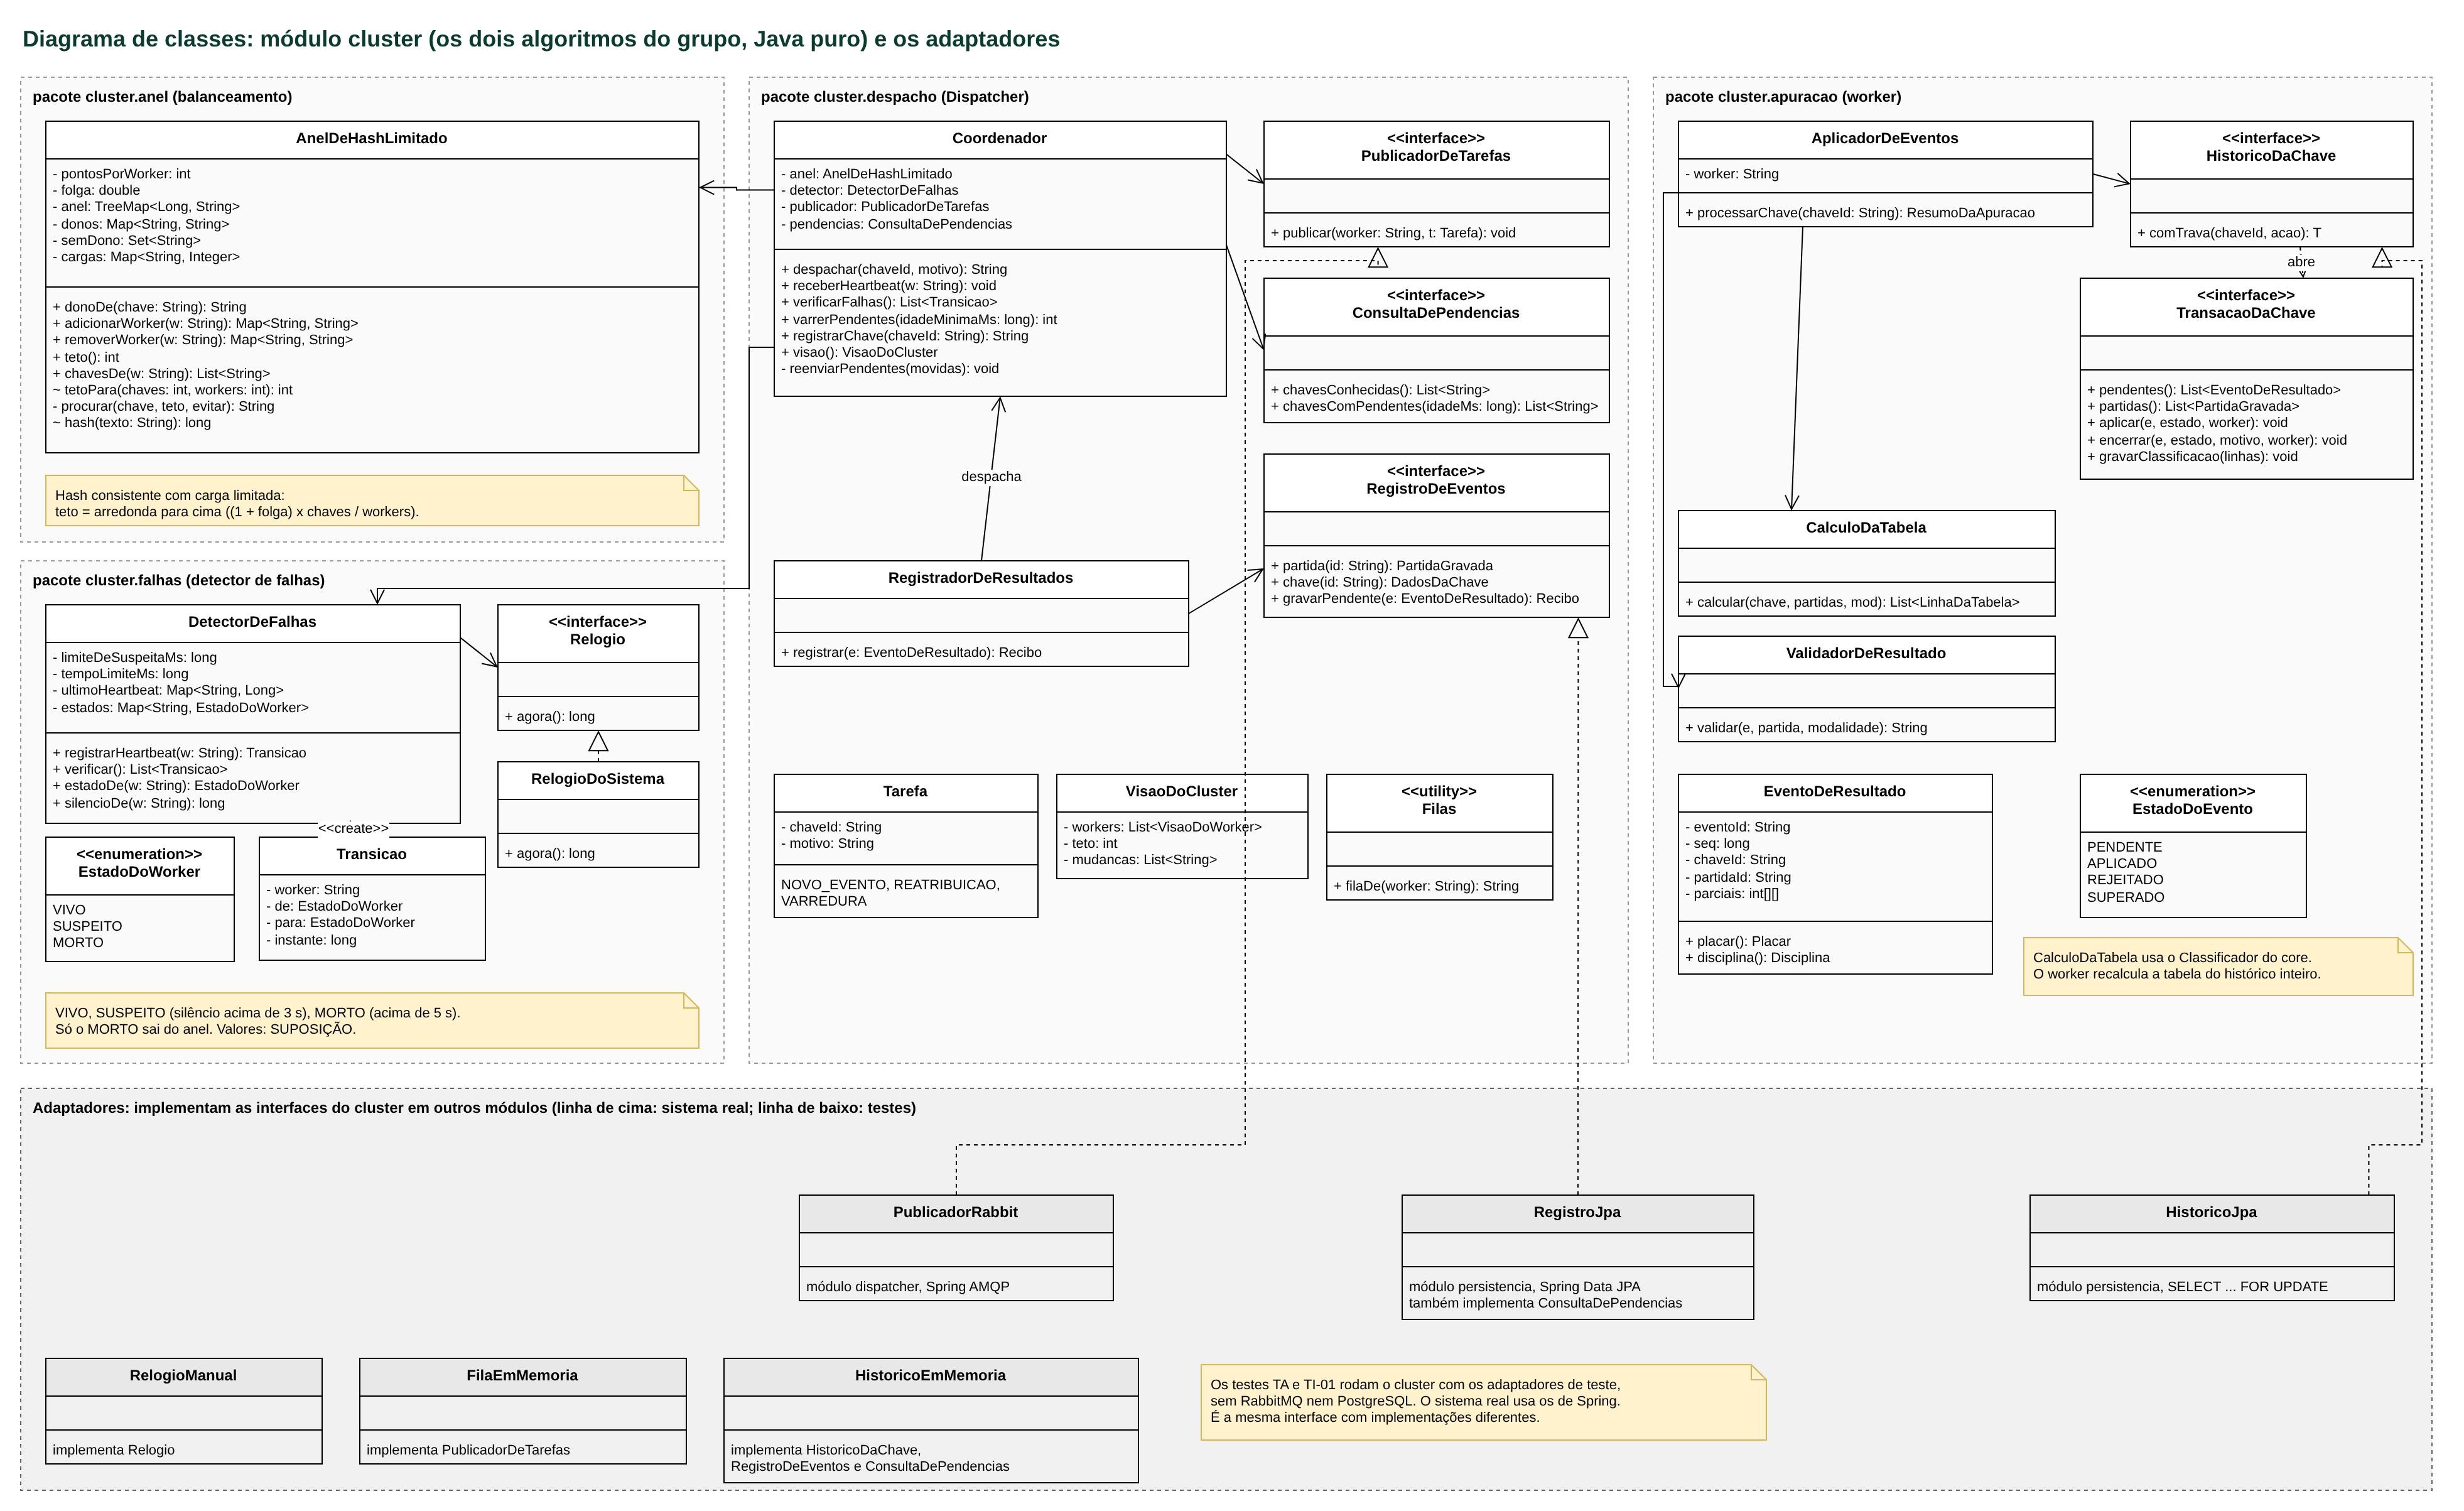 Diagrama de classes: módulo cluster (os dois algoritmos do grupo, Java puro) e os adaptadores
pacote cluster.anel (balanceamento)
AnelDeHashLimitado
- pontosPorWorker: int
- folga: double
- anel: TreeMap<Long, String>
- donos: Map<String, String>
- semDono: Set<String>
- cargas: Map<String, Integer>
+ donoDe(chave: String): String
+ adicionarWorker(w: String): Map<String, String>
+ removerWorker(w: String): Map<String, String>
+ teto(): int
+ chavesDe(w: String): List<String>
~ tetoPara(chaves: int, workers: int): int
- procurar(chave, teto, evitar): String
~ hash(texto: String): long
Hash consistente com carga limitada:
teto = arredonda para cima ((1 + folga) x chaves / workers).
pacote cluster.falhas (detector de falhas)
DetectorDeFalhas
- limiteDeSuspeitaMs: long
- tempoLimiteMs: long
- ultimoHeartbeat: Map<String, Long>
- estados: Map<String, EstadoDoWorker>
+ registrarHeartbeat(w: String): Transicao
+ verificar(): List<Transicao>
+ estadoDe(w: String): EstadoDoWorker
+ silencioDe(w: String): long
<<interface>>
Relogio
+ agora(): long
RelogioDoSistema
+ agora(): long
<<create>>
<<enumeration>>
EstadoDoWorker
VIVO
SUSPEITO
MORTO
Transicao
- worker: String
- de: EstadoDoWorker
- para: EstadoDoWorker
- instante: long
VIVO, SUSPEITO (silêncio acima de 3 s), MORTO (acima de 5 s).
Só o MORTO sai do anel. Valores: SUPOSIÇÃO.
pacote cluster.despacho (Dispatcher)
Coordenador
- anel: AnelDeHashLimitado
- detector: DetectorDeFalhas
- publicador: PublicadorDeTarefas
- pendencias: ConsultaDePendencias
+ despachar(chaveId, motivo): String
+ receberHeartbeat(w: String): void
+ verificarFalhas(): List<Transicao>
+ varrerPendentes(idadeMinimaMs: long): int
+ registrarChave(chaveId: String): String
+ visao(): VisaoDoCluster
- reenviarPendentes(movidas): void
<<interface>>
PublicadorDeTarefas
+ publicar(worker: String, t: Tarefa): void
<<interface>>
ConsultaDePendencias
+ chavesConhecidas(): List<String>
+ chavesComPendentes(idadeMs: long): List<String>
despacha
<<interface>>
RegistroDeEventos
+ partida(id: String): PartidaGravada
+ chave(id: String): DadosDaChave
+ gravarPendente(e: EventoDeResultado): Recibo
RegistradorDeResultados
+ registrar(e: EventoDeResultado): Recibo
Tarefa
- chaveId: String
- motivo: String
NOVO_EVENTO, REATRIBUICAO,
VARREDURA
VisaoDoCluster
- workers: List<VisaoDoWorker>
- teto: int
- mudancas: List<String>
<<utility>>
Filas
+ filaDe(worker: String): String
pacote cluster.apuracao (worker)
AplicadorDeEventos
- worker: String
+ processarChave(chaveId: String): ResumoDaApuracao
<<interface>>
HistoricoDaChave
+ comTrava(chaveId, acao): T
abre
<<interface>>
TransacaoDaChave
+ pendentes(): List<EventoDeResultado>
+ partidas(): List<PartidaGravada>
+ aplicar(e, estado, worker): void
+ encerrar(e, estado, motivo, worker): void
+ gravarClassificacao(linhas): void
CalculoDaTabela
+ calcular(chave, partidas, mod): List<LinhaDaTabela>
ValidadorDeResultado
+ validar(e, partida, modalidade): String
EventoDeResultado
- eventoId: String
- seq: long
- chaveId: String
- partidaId: String
- parciais: int[][]
+ placar(): Placar
+ disciplina(): Disciplina
<<enumeration>>
EstadoDoEvento
PENDENTE
APLICADO
REJEITADO
SUPERADO
CalculoDaTabela usa o Classificador do core.
O worker recalcula a tabela do histórico inteiro.
Adaptadores: implementam as interfaces do cluster em outros módulos (linha de cima: sistema real; linha de baixo: testes)
PublicadorRabbit
módulo dispatcher, Spring AMQP
RegistroJpa
módulo persistencia, Spring Data JPA
também implementa ConsultaDePendencias
HistoricoJpa
módulo persistencia, SELECT ... FOR UPDATE
RelogioManual
implementa Relogio
FilaEmMemoria
implementa PublicadorDeTarefas
HistoricoEmMemoria
implementa HistoricoDaChave,
RegistroDeEventos e ConsultaDePendencias
Os testes TA e TI-01 rodam o cluster com os adaptadores de teste,
sem RabbitMQ nem PostgreSQL. O sistema real usa os de Spring.
É a mesma interface com implementações diferentes.